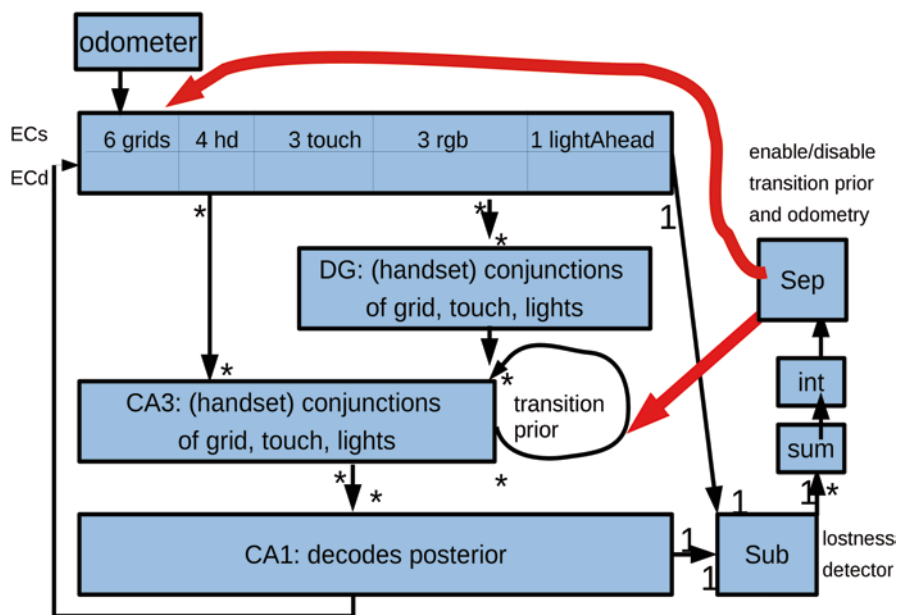 odometer
ECs
ECd
6 grids
4 hd
3 touch
3 rgb
1 lightAhead
enable/disable
transition prior
and odometry
*
*
*
1
DG: (handset) conjunctions
of grid, touch, lights
Sep
*
*
CA3: (handset) conjunctions
of grid, touch, lights
transition
prior
int
sum
*
*
*
1
*
1
CA1: decodes posterior
1
1
Sub
lostness
detector